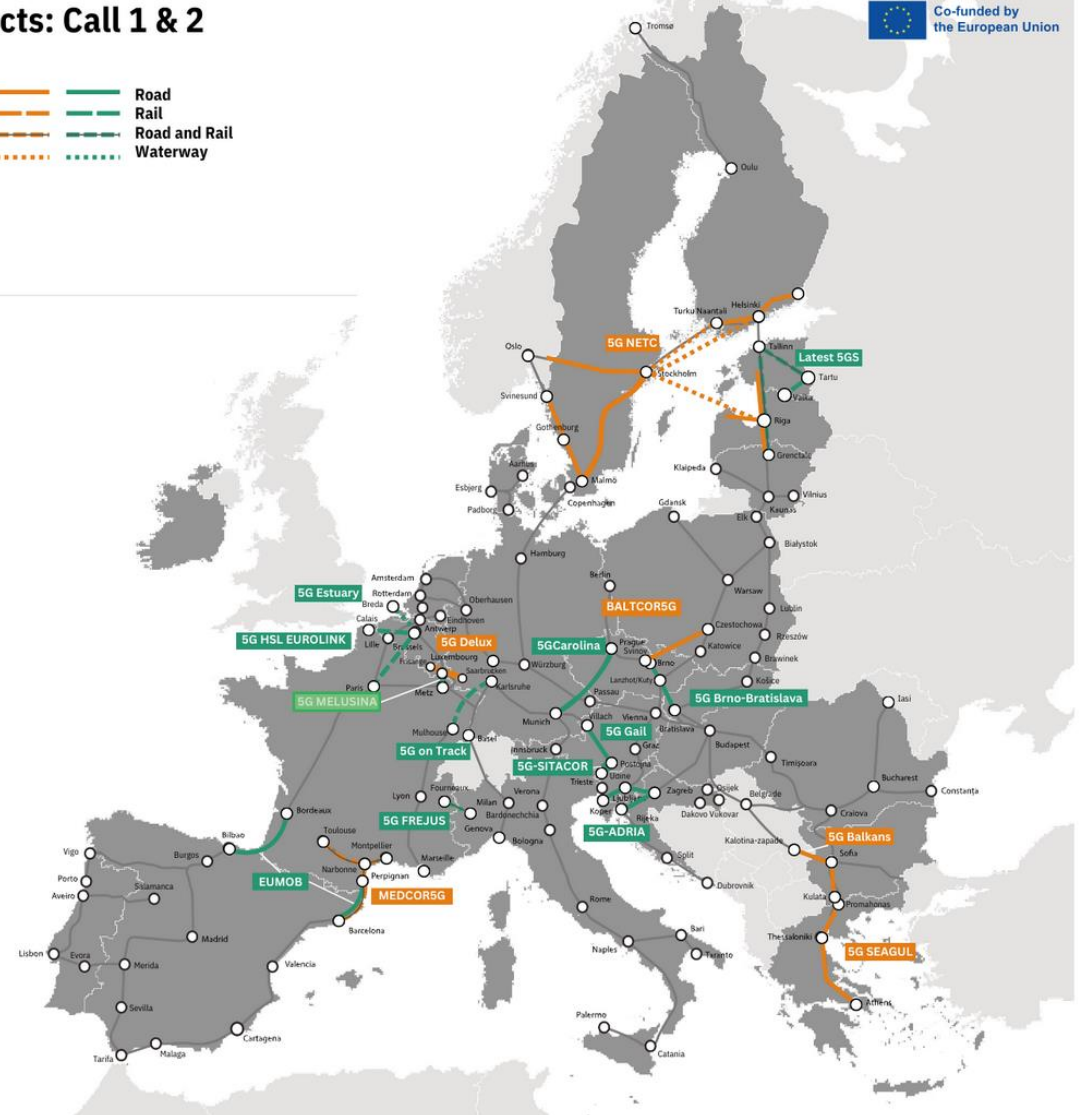 cts: Call 1 & 2
Co-funded by
the European Union
Road
Rail
Road and Rail
Waterway
Tromsø
Oulu
Helsinki
Turku Naantali
5G NETC
Oslo
Tallinn
Latest 5GS
Stockholm
Tartu
Valka
Svinesund
Riga
Gothenburg
Grenctale
Aarhus
Klaipeda
Malmö
Esbjerg
Copenhagen
Vilnius
Padborg
Gdansk
Kaunas
Elk
Białystok
Hamburg
Amsterdam
Berlin
5G Estuary
Rotterdam
Warsaw
Breda
Oberhausen
BALTCOR5G
Lublin
Calais
Eindhoven
Antwerp
Czestochowa
5G HSL EUROLINK
Lille
Brussels
5G Delux
5GCarolina
Prague
Rzeszów
Luxembourg
Svinov
Katowice
Frisange
Brno
Brawinek
Saarbrücken
Würzburg
Paris
Metz
Karlsruhe
Lanzhot/Kuty
Košice
5G MELUSINA
Passau
5G Brno-Bratislava
Iasi
Munich
Villach
Vienna
Mulhouse
Basel
5G Gail
Bratislava
5G on Track
Innsbruck
Graz
Budapest
5G-SITACOR
Postojna
Timișoara
Trieste
Udine
Bucharest
Lyon
Fourneaux
Milan
Verona
Koper
Ljubljana
Zagreb
Osijek
Belgrade
Constanța
Bardonechchia
Rijeka
Dakovo
Vukovar
Craiova
Bordeaux
5G FREJUS
Genova
Bologna
5G-ADRIA
Toulouse
Kalotina-zapade
5G Balkans
Bilbao
Montpellier
Marseille
Split
Sofia
Vigo
Burgos
Narbonne
Perpignan
Dubrovnik
Porto
Salamanca
EUMOB
MEDCOR5G
Kulata
Promahonas
Aveiro
Rome
Barcelona
Madrid
Bari
Thessaloniki
Lisbon
Evora
Merida
Valencia
Naples
Taranto
5G SEAGUL
Sevilla
Athens
Palermo
Cartagena
Tarifa
Malaga
Catania